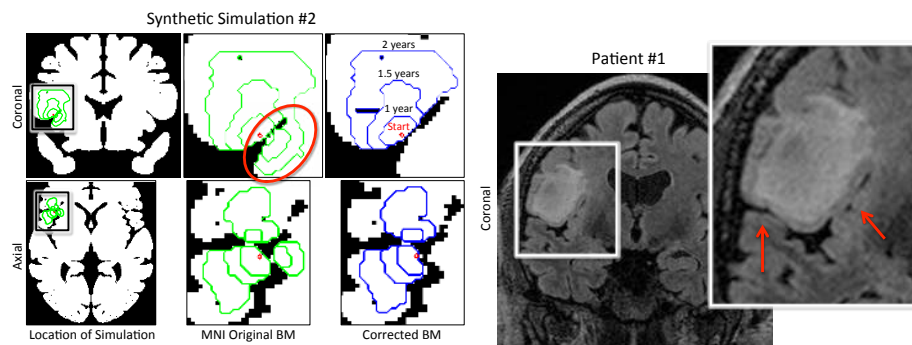 Synthetic Simulation #2
Patient #1
Coronal
2 years
1.5 years
1 year
Start
Coronal
Axial
Location of Simulation
MNI Original BM
Corrected BM